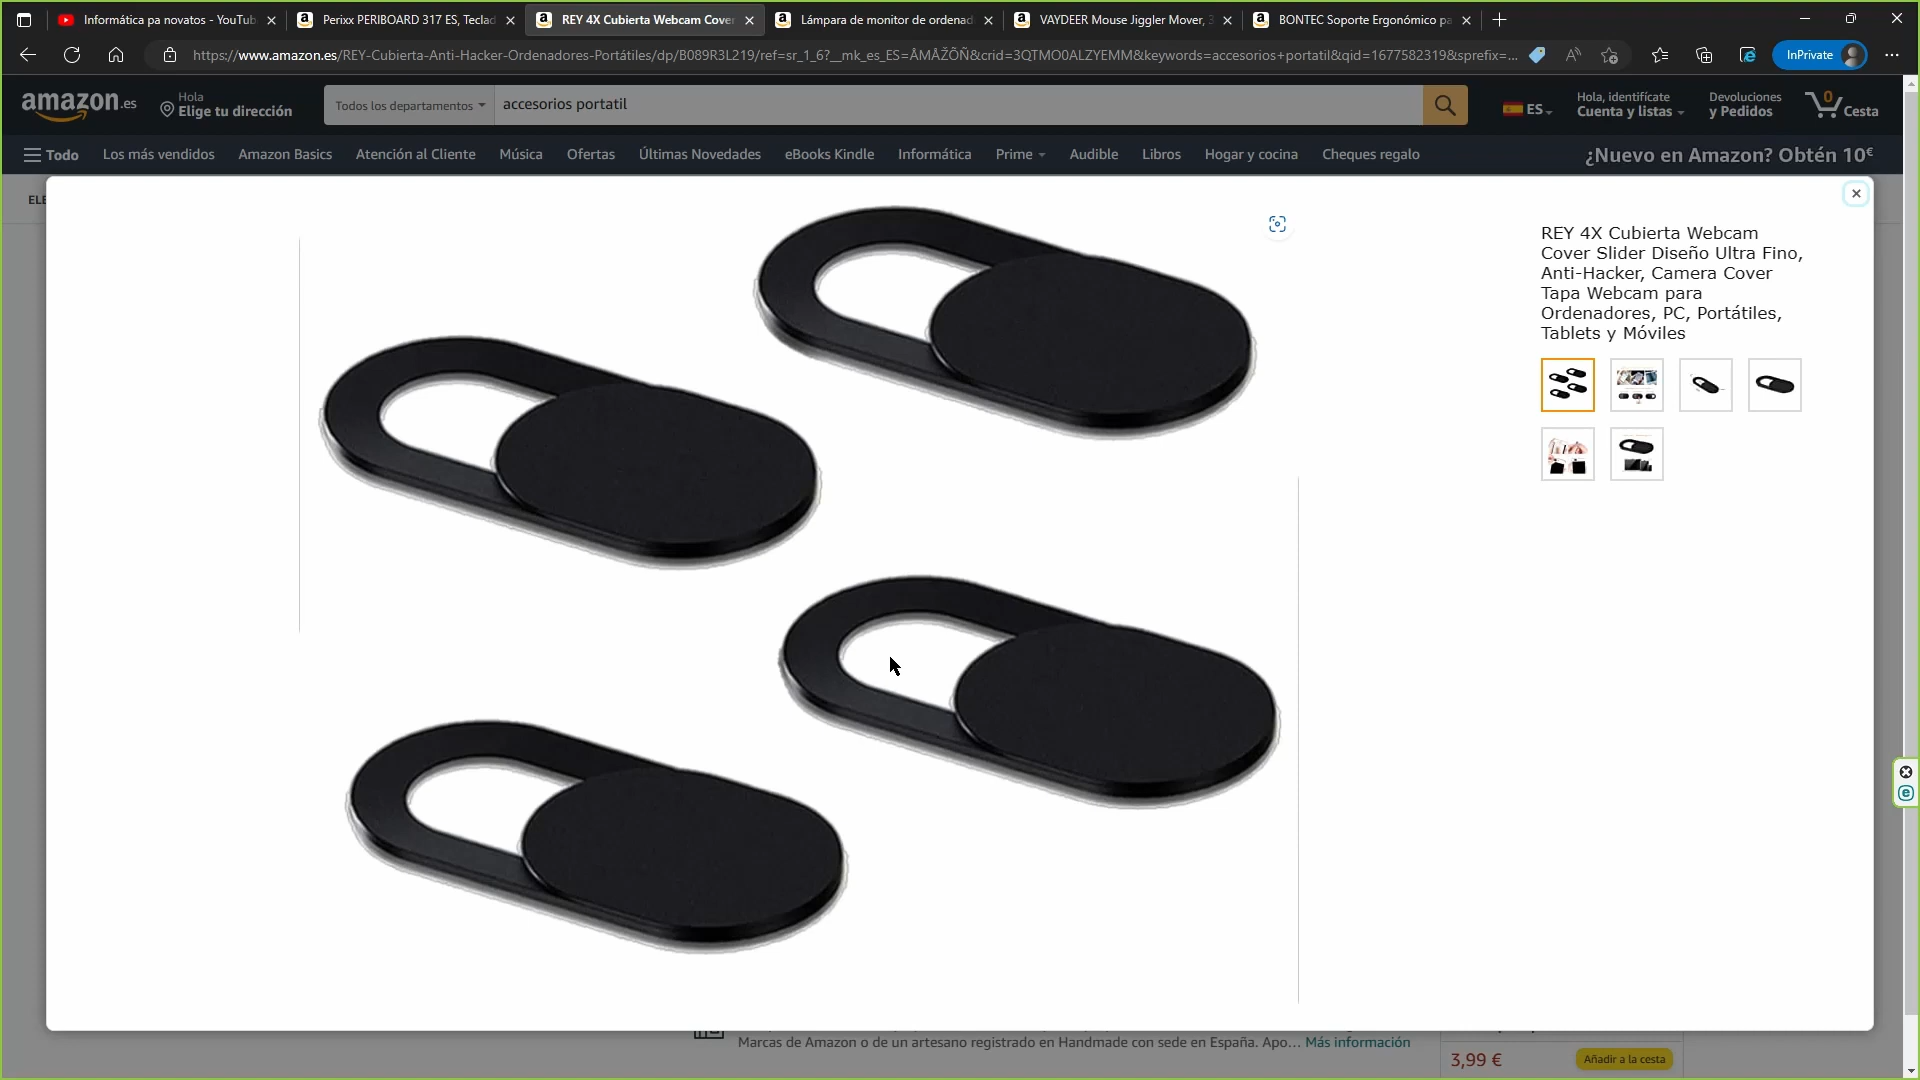 Informática pa novatos - YouTub
Perixx PERIBOARD 317 ES, Teclad
REY 4X Cubierta Webcam Cover
Lámpara de monitor de ordenad
VAYDEER Mouse Jiggler Mover, 3
BONTEC Soporte Ergonómico pa
https://www.amazon.es/REY-Cubierta-Anti-Hacker-Ordenadores-Portátiles/dp/B089R3L219/ref=sr_1_6?__mk_es_ES=ÅMÅŽÕÑ&crid=3QTMO0ALZYEMM&keywords=accesorios+portatil&qid=1677582319&sprefix=...
InPrivate
amazon.es
Hola
Elige tu dirección
Todos los departamentos
accesorios portatil
ES
Hola, identifícate
Cuenta y listas
Devoluciones
y Pedidos
0
Cesta
Todo
Los más vendidos
Amazon Basics
Atención al Cliente
Música
Ofertas
Últimas Novedades
eBooks Kindle
Informática
Prime
Audible
Libros
Hogar y cocina
Cheques regalo
¿Nuevo en Amazon? Obtén 10€
ELE
REY 4X Cubierta Webcam
Cover Slider Diseño Ultra Fino,
Anti-Hacker, Camera Cover
Tapa Webcam para
Ordenadores, PC, Portátiles,
Tablets y Móviles
Marcas de Amazon o de un artesano registrado en Handmade con sede en España. Apo... Más información
3,99 €
Añadir a la cesta